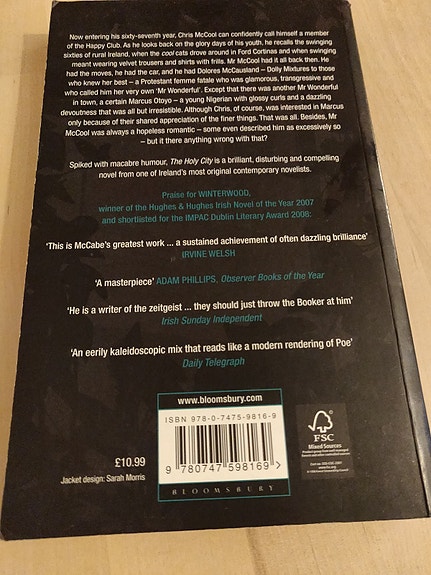 Now entering his sixty-seventh year, Chris McCool can confidently call himself a member
of the Happy Club. As he looks back on the glory days of his youth, he recalls the swinging
sixties of rural Ireland, when the cool cats drove around in Ford Cortinas and when swinging
meant wearing velvet trousers and shirts with frills. Mr McCool had it all back then. He
had the moves, he had the car, and he had Dolores McCausland – Dolly Mixtures to those
who knew her best – a Protestant femme fatale who was glamorous, transgressive and
who called him her very own 'Mr Wonderful'. Except that there was another Mr Wonderful
in town, a certain Marcus Otoyo – a young Nigerian with glossy curls and a dazzling
devoutness that was all but irresistible. Although Chris, of course, was interested in Marcus
only because of their shared appreciation of the finer things. That was all. Besides, Mr
McCool was always a hopeless romantic – some even described him as excessively so
– but is there anything wrong with that?
Spiked with macabre humour, The Holy City is a brilliant, disturbing and compelling
novel from one of Ireland's most original contemporary novelists.
Praise for WINTERWOOD,
winner of the Hughes & Hughes Irish Novel of the Year 2007
and shortlisted for the IMPAC Dublin Literary Award 2008:
'This is McCabe's greatest work ... a sustained achievement of often dazzling brilliance'
IRVINE WELSH
'A masterpiece' ADAM PHILLIPS, Observer Books of the Year
'He is a writer of the zeitgeist ... they should just throw the Booker at him'
Irish Sunday Independent
'An eerily kaleidoscopic mix that reads like a modern rendering of Poe'
Daily Telegraph
www.bloomsbury.com
ISBN 978-0-7475-9816-9
9 780747 598169 >
BLOOMSBURY
£10.99
Jacket design: Sarah Morris
FSC
Mixed Sources